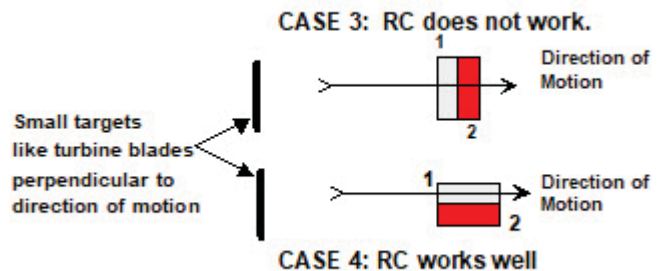 CASE 3: RC does not work.
1
Direction of
Motion
2
Small targets
like turbine blades
perpendicular to
direction of motion
1
Direction of
Motion
2
CASE 4: RC works well